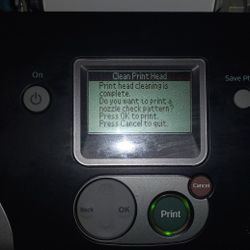 Clean Print Head
On
Print head cleaning is
complete.
Do you want to print a
nozzle check pattern?
Press OK to print.
Press Cancel to quit.
Save Ph
Cancel
Back
OK
Print